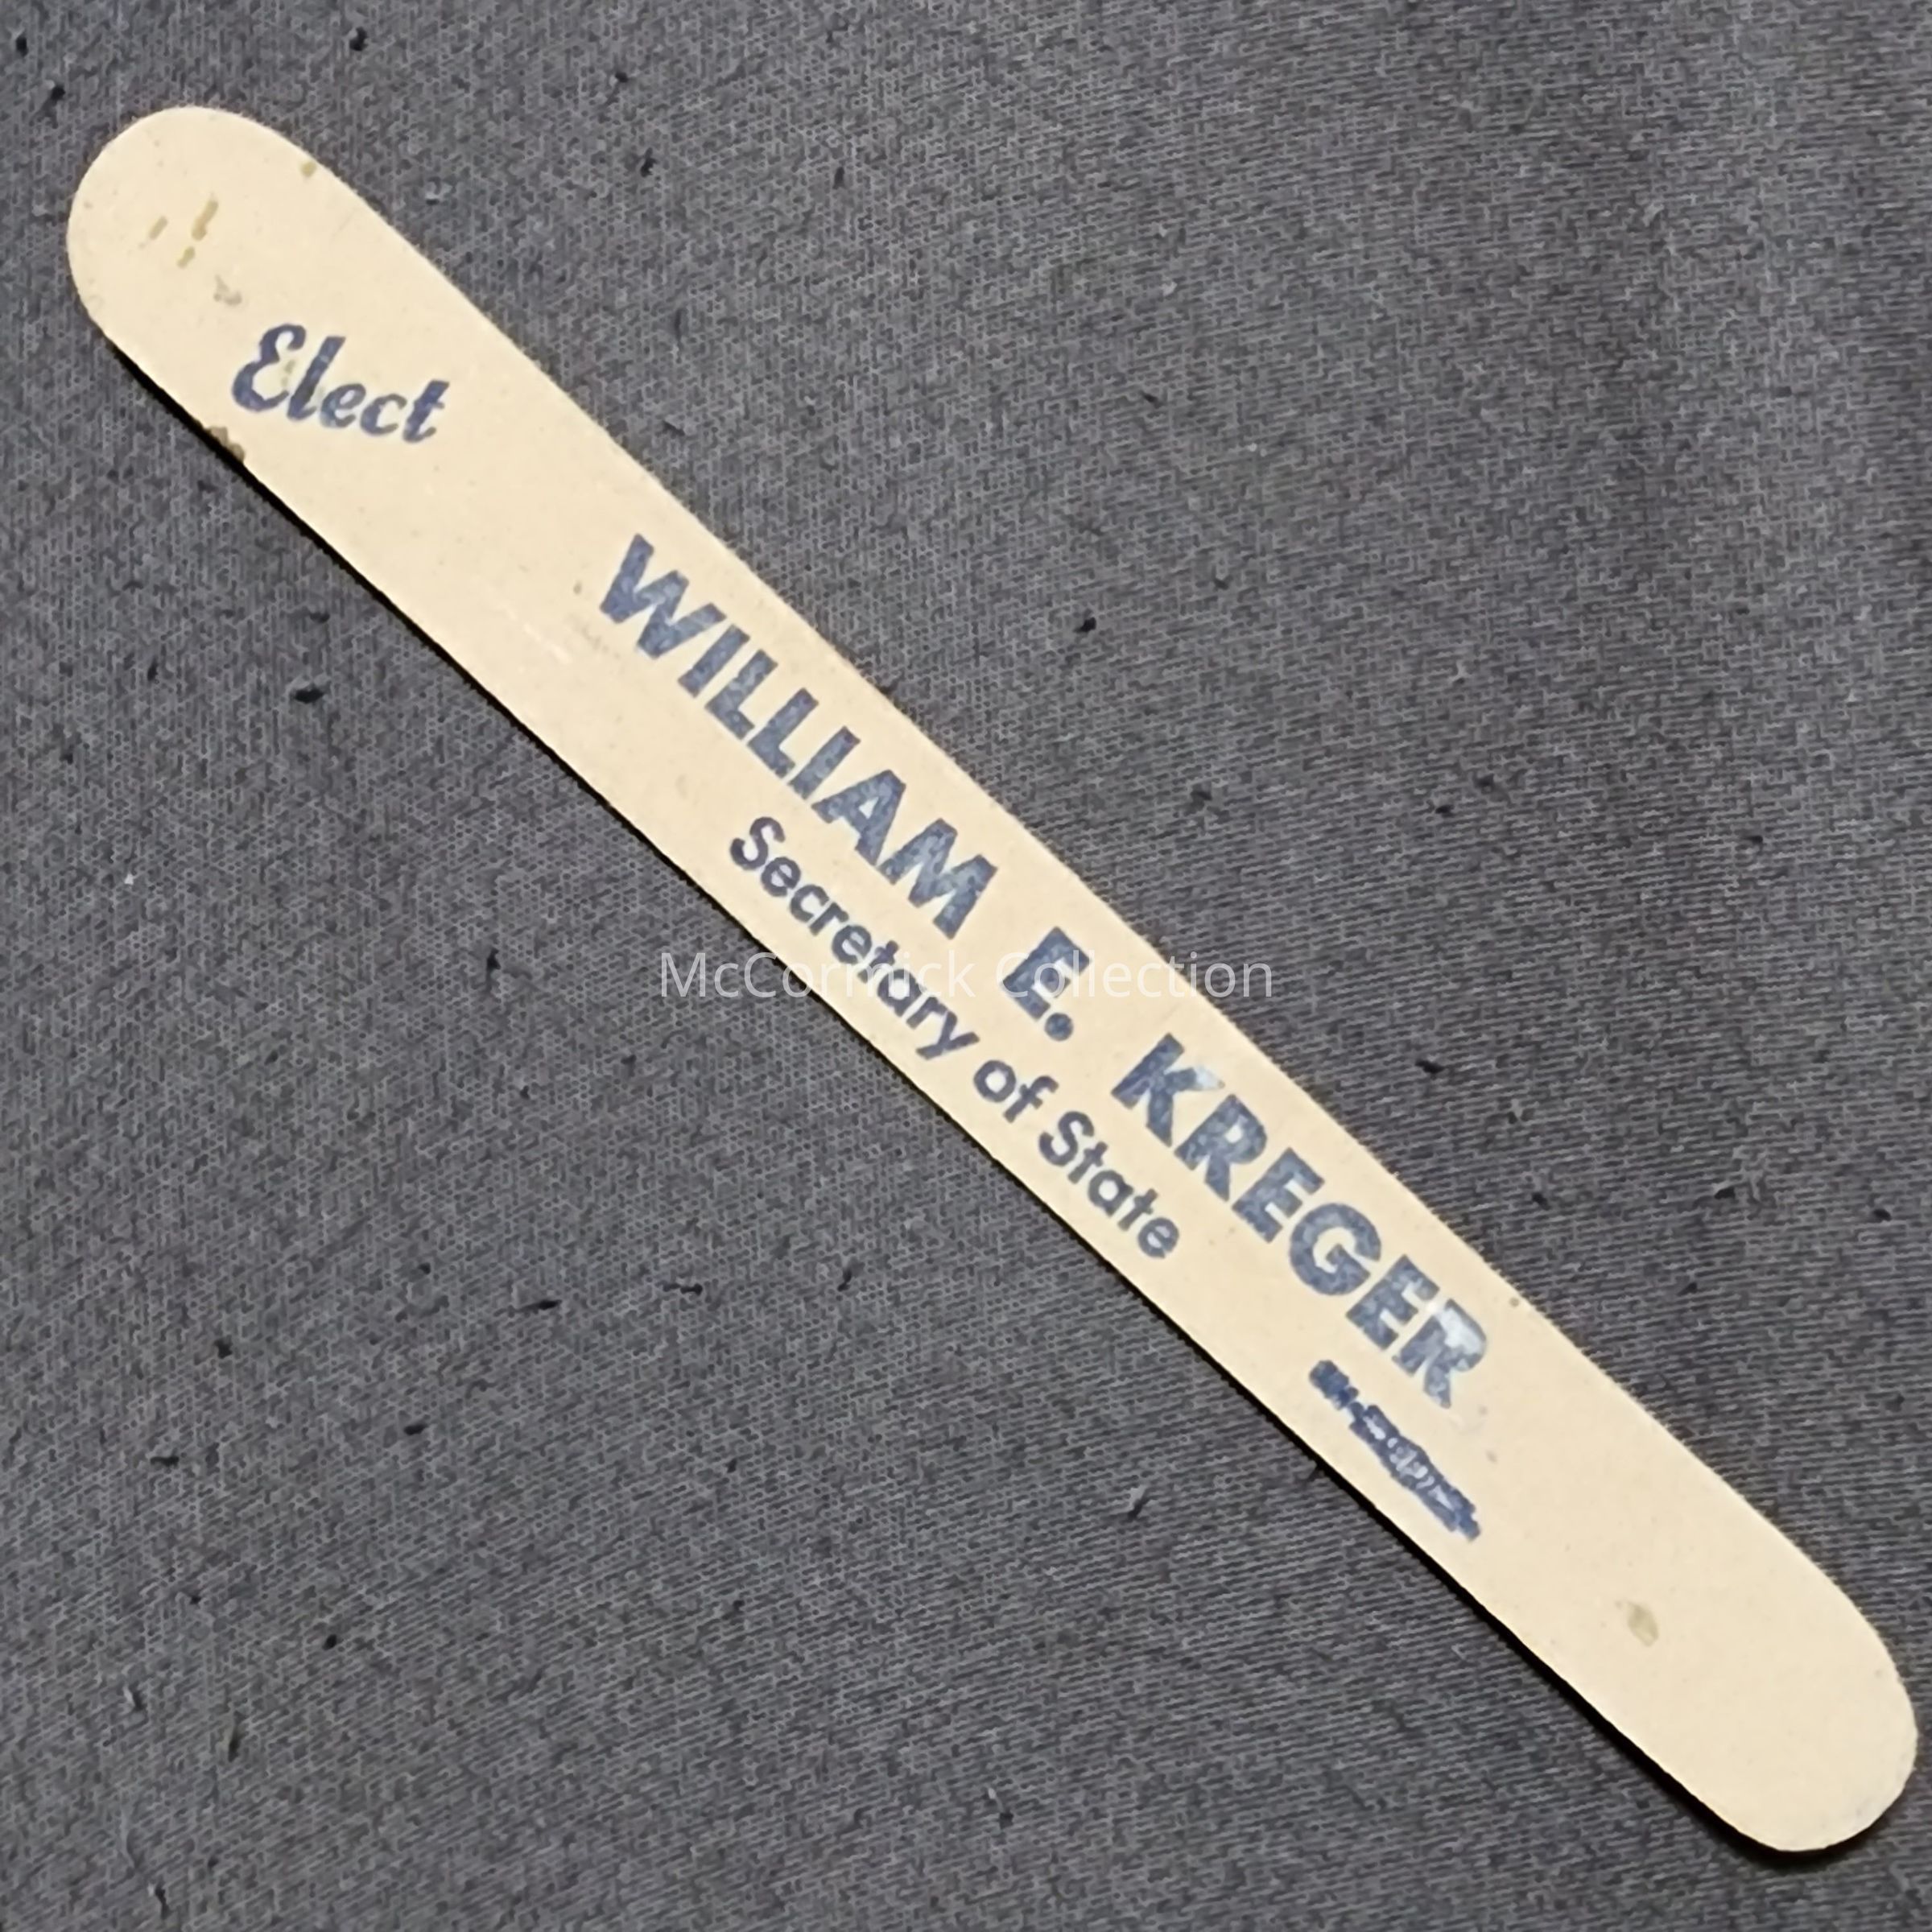 Elect
WILLIAM E. KREGER
Secretary of State
McCormick Collection